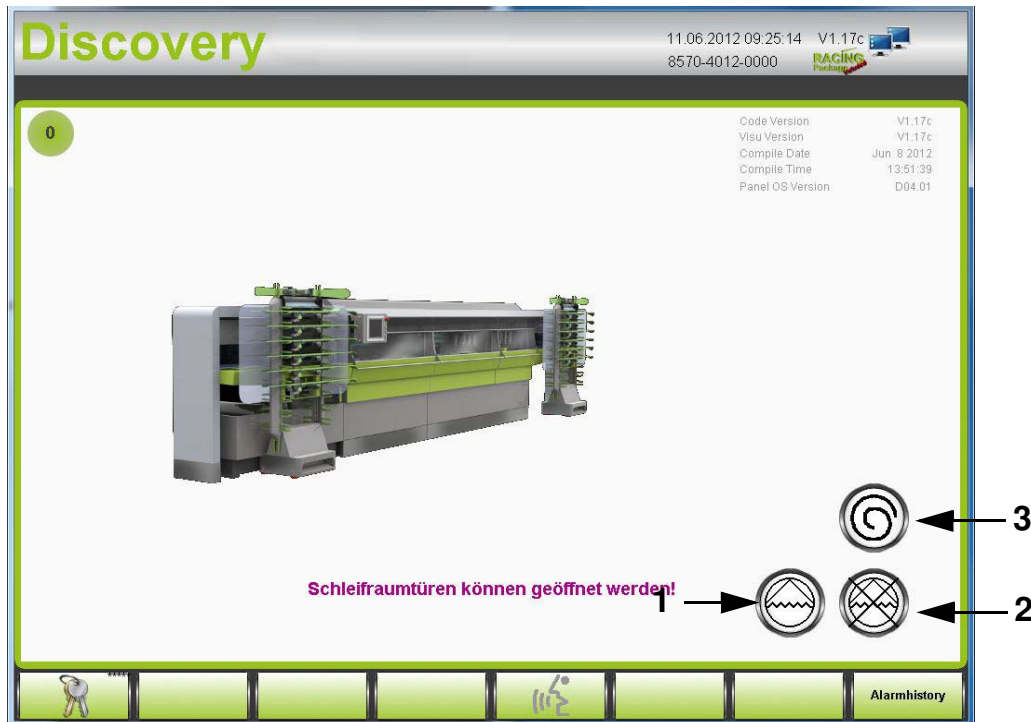 Discovery
11.06.2012 09:25:14 V1.17c
8570-4012-0000
RACING
Package
0
Code Version V1.17c
Visu Version V1.17c
Compile Date Jun 8 2012
Compile Time 13:51:39
Panel OS Version D04.01
3
Schleifraumtüren können geöffnet werden!
1
2
*****
Alarmhistory